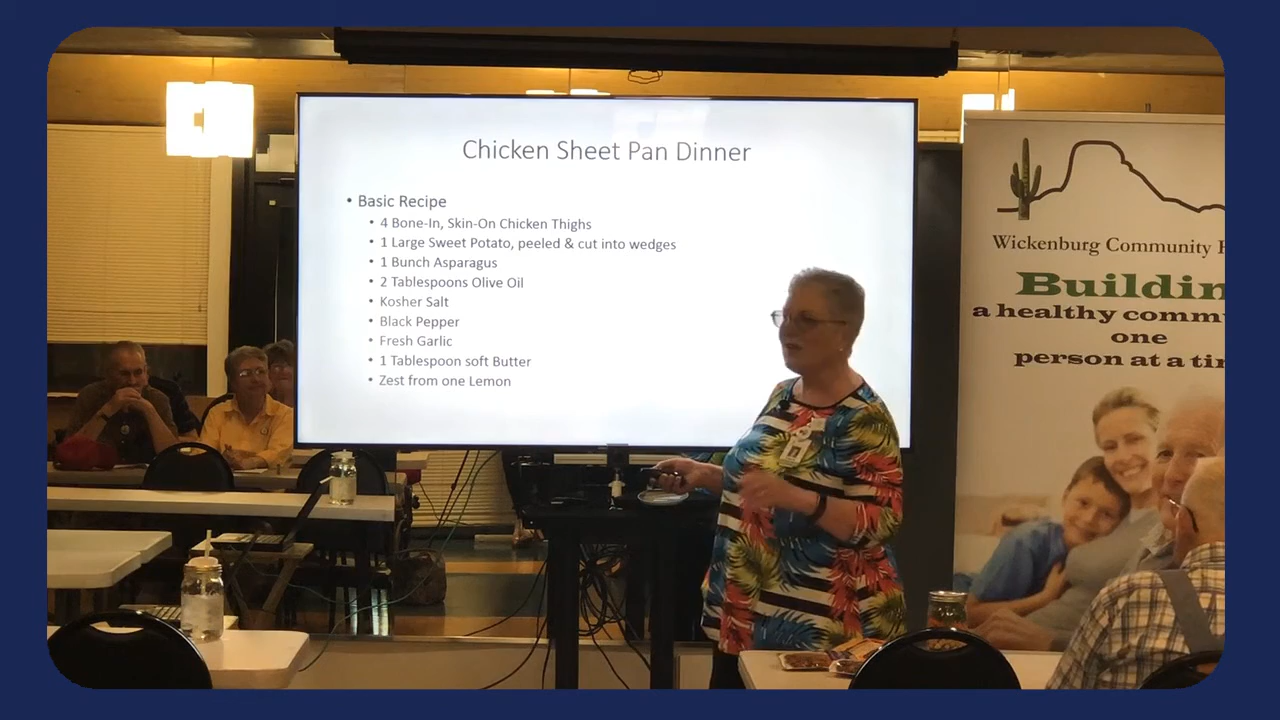 Chicken Sheet Pan Dinner
• Basic Recipe
• 4 Bone-In, Skin-On Chicken Thighs
• 1 Large Sweet Potato, peeled & cut into wedges
• 1 Bunch Asparagus
• 2 Tablespoons Olive Oil
• Kosher Salt
• Black Pepper
• Fresh Garlic
• 1 Tablespoon soft Butter
• Zest from one Lemon
Wickenburg Community
Buildin
a healthy commu
one
person at a tim